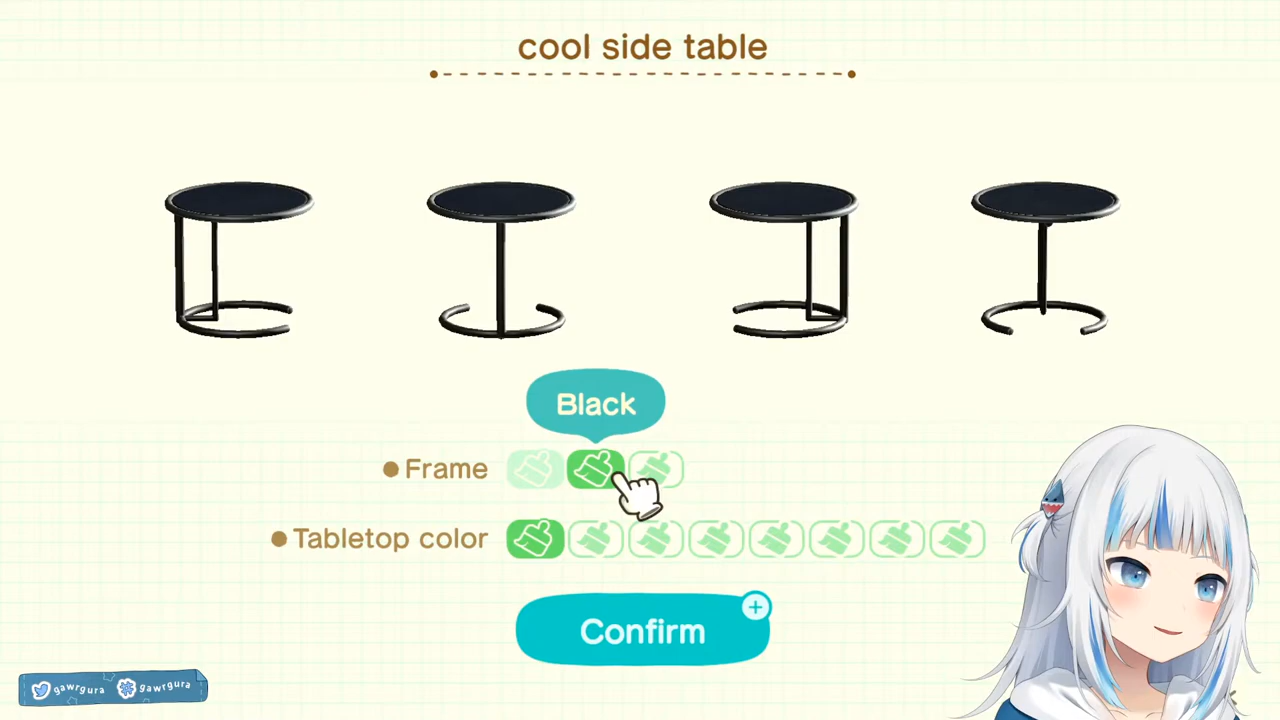 cool side table
Black
Frame
Tabletop color
Confirm
gawrgura gawrgura